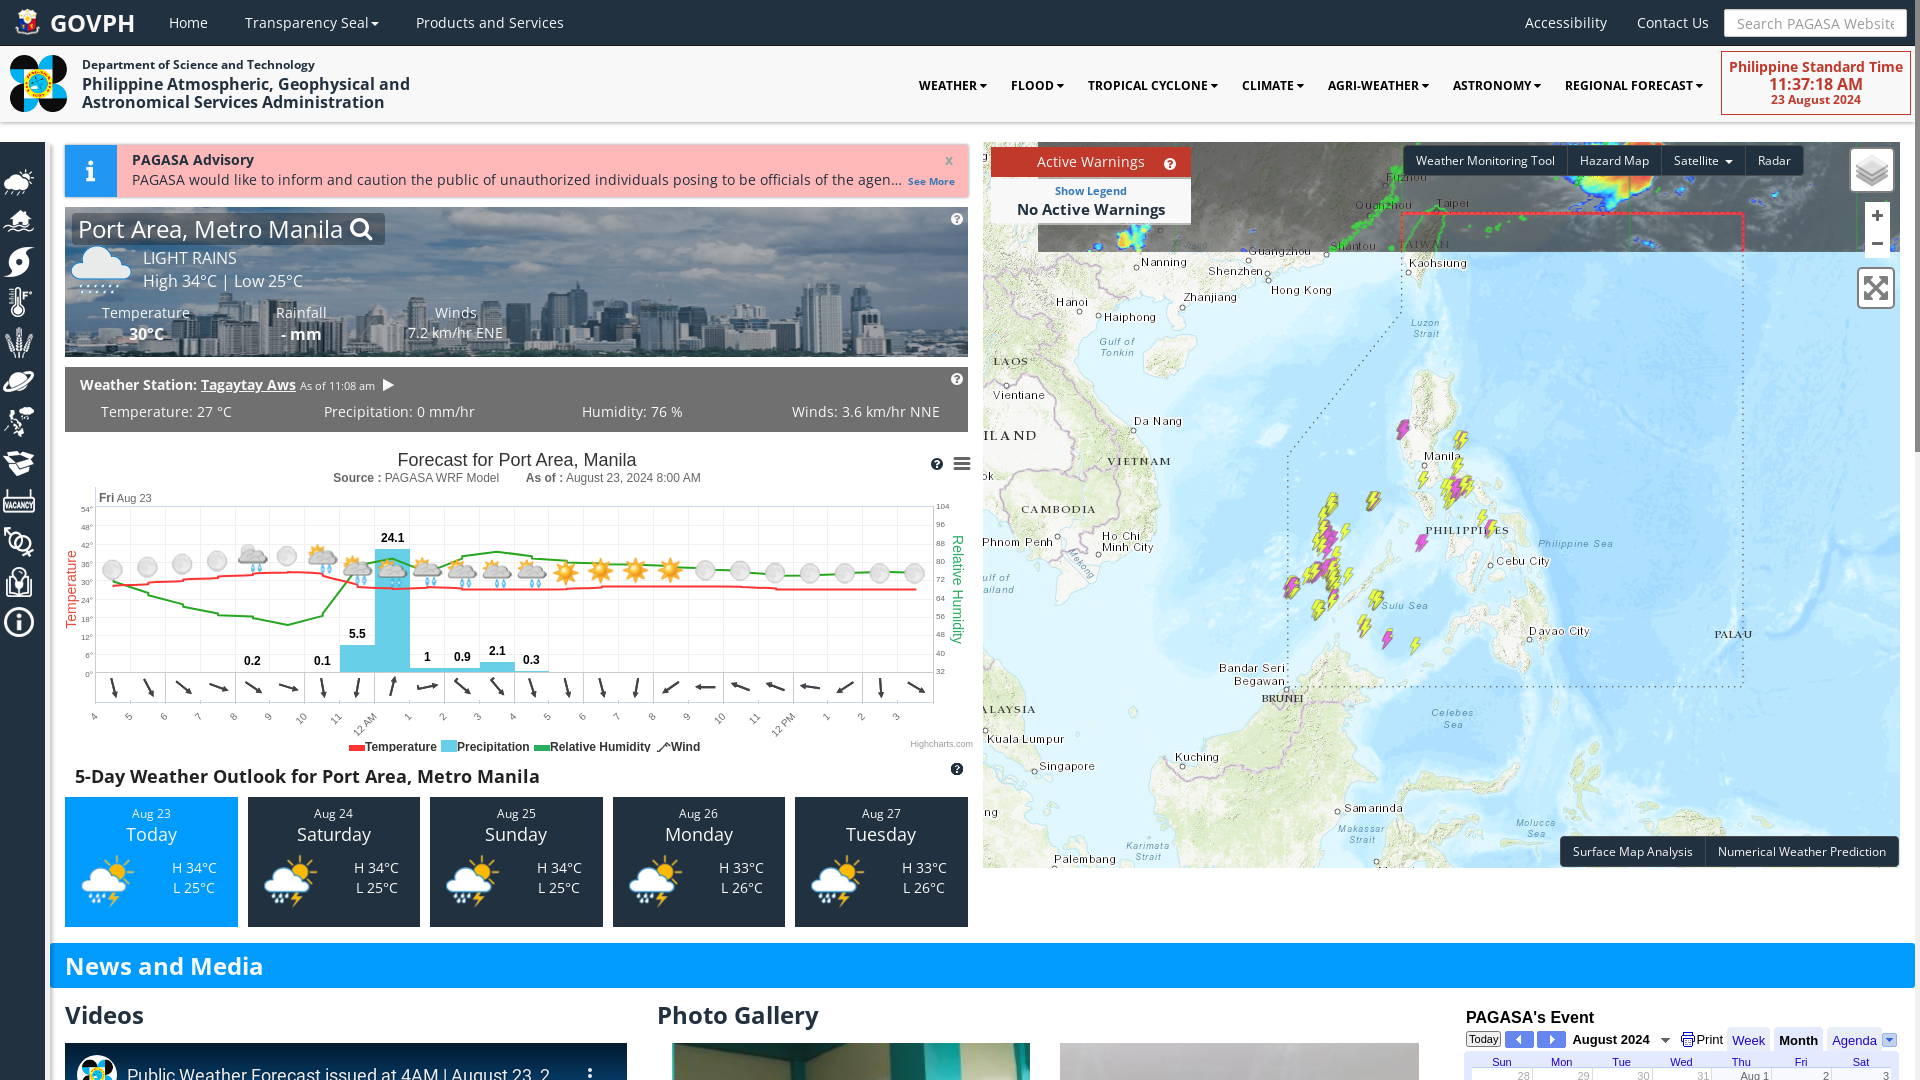 GOVPH
Home
Transparency Seal
Products and Services
Accessibility
Contact Us
Search PAGASA Website
Department of Science and Technology
Philippine Atmospheric, Geophysical and
Astronomical Services Administration
WEATHER
FLOOD
TROPICAL CYCLONE
CLIMATE
AGRI-WEATHER
ASTRONOMY
REGIONAL FORECAST
Philippine Standard Time
11:37:18 AM
23 August 2024
PAGASA Advisory
x
PAGASA would like to inform and caution the public of unauthorized individuals posing to be officials of the agen... See More
Port Area, Metro Manila
LIGHT RAINS
High 34°C | Low 25°C
Temperature
30°C
Rainfall
- mm
Winds
7.2 km/hr ENE
Weather Station: Tagaytay Aws As of 11:08 am
Temperature: 27 °C
Precipitation: 0 mm/hr
Humidity: 76 %
Winds: 3.6 km/hr NNE
Forecast for Port Area, Manila
Source : PAGASA WRF Model As of : August 23, 2024 8:00 AM
Fri Aug 23
54°
48°
42°
36°
30°
24°
18°
12°
6°
0°
Temperature
104
96
88
80
72
64
56
48
40
32
Relative Humidity
0.2
0.1
5.5
24.1
1
0.9
2.1
0.3
4 5 6 7 8 9 10 11 12 AM 1 2 3 4 5 6 7 8 9 10 11 12 PM 1 2 3
Temperature Precipitation Relative Humidity Wind
Highcharts.com
5-Day Weather Outlook for Port Area, Metro Manila
Aug 23
Today
H 34°C
L 25°C
Aug 24
Saturday
H 34°C
L 25°C
Aug 25
Sunday
H 34°C
L 25°C
Aug 26
Monday
H 33°C
L 26°C
Aug 27
Tuesday
H 33°C
L 26°C
Active Warnings
Show Legend
No Active Warnings
Weather Monitoring Tool
Hazard Map
Satellite
Radar
+
−
Fuzhou
Quanzhou
Taipei
Shantou
TAIWAN
Guangzhou
Nanning
Shenzhen
Kaohsiung
Hong Kong
Hanoi
Zhanjiang
Haiphong
Luzon
Strait
Gulf of
Tonkin
LAOS
Vientiane
Da Nang
ILAND
VIETNAM
Manila
ok
CAMBODIA
PHILIPPINES
Phnom Penh
Ho Chi
Minh City
Mekong
Philippine Sea
Cebu City
ulf of
ailand
Sulu Sea
Davao City
PALAU
Bandar Seri
Begawan
BRUNEI
ALAYSIA
Celebes
Sea
Kuala Lumpur
Kuching
Singapore
ng
Samarinda
Makassar
Strait
Molucca
Sea
Karimata
Strait
Palembang
Surface Map Analysis
Numerical Weather Prediction
News and Media
Videos
Photo Gallery
PAGASA's Event
Public Weather Forecast issued at 4AM | August 23, 2
Today
August 2024
Print
Week
Month
Agenda
Sun Mon Tue Wed Thu Fri Sat
28 29 30 31 Aug 1 2 3